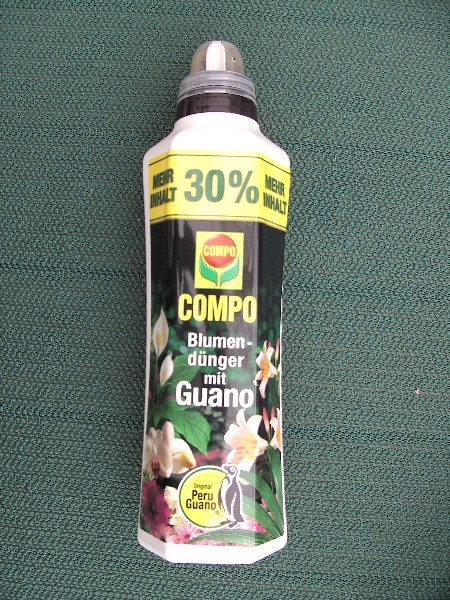 MEHR INHALT 30% MEHR INHALT
COMPO
COMPO
Blumen-
dünger
mit
Guano
Original
Peru
Guano